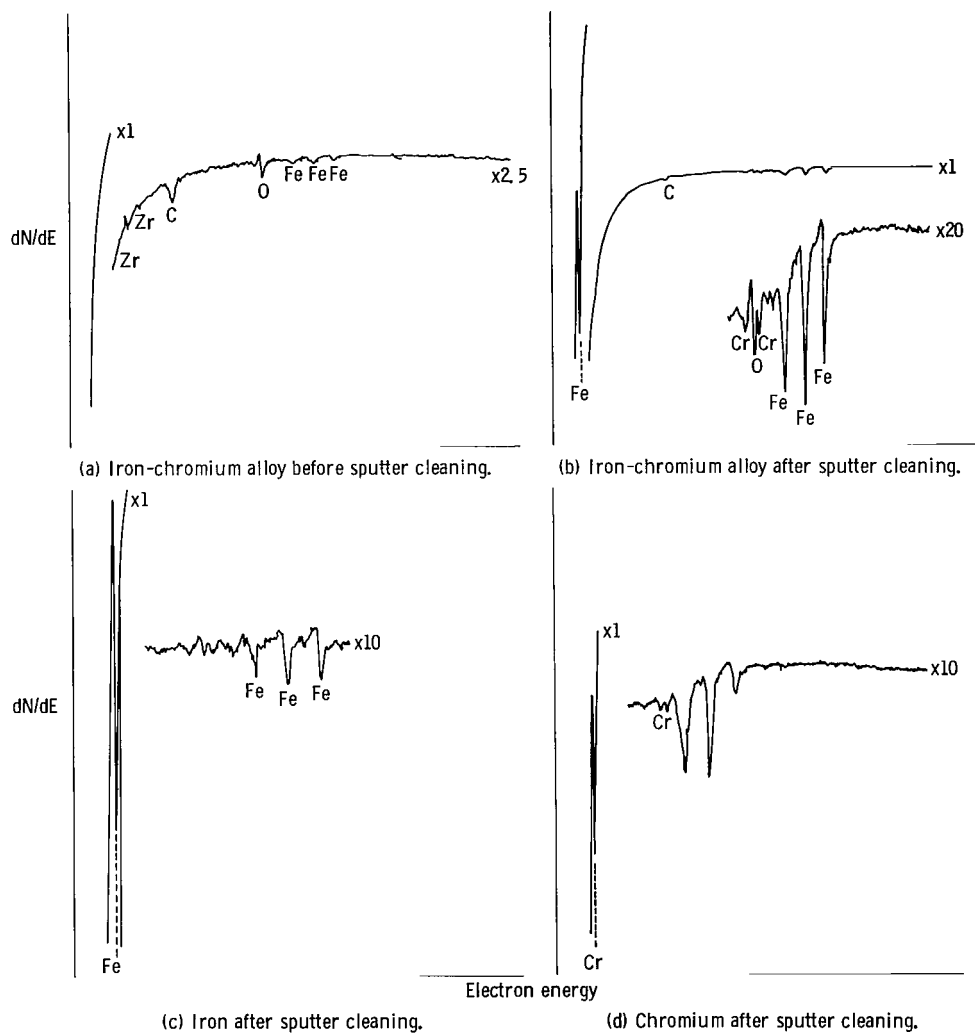 x1
dN/dE
Zr
Zr
C
O
Fe
Fe
Fe
x2.5
(a) Iron-chromium alloy before sputter cleaning.
Fe
C
x1
x20
Cr
O
Cr
Fe
Fe
Fe
(b) Iron-chromium alloy after sputter cleaning.
x1
dN/dE
x10
Fe
Fe
Fe
Fe
(c) Iron after sputter cleaning.
x1
Cr
x10
Cr
Electron energy
(d) Chromium after sputter cleaning.